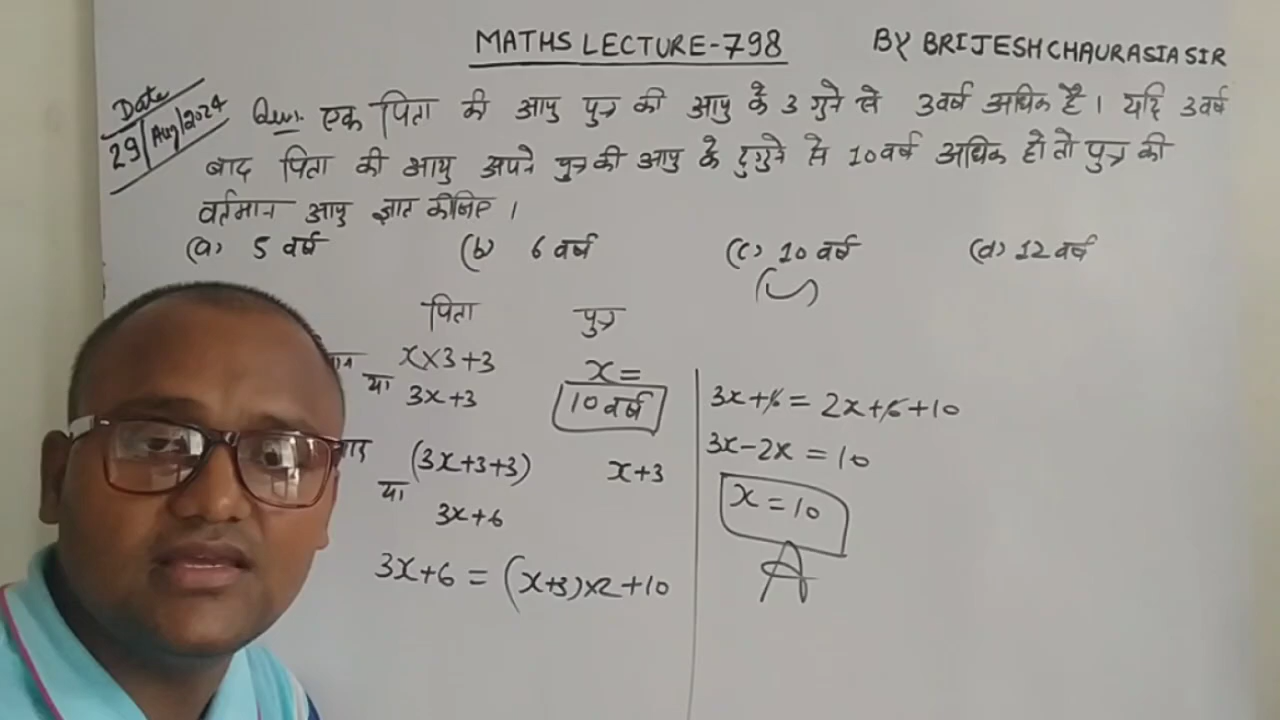 MATHS LECTURE-798
BY BRIJESH CHAURASIA SIR
Date
29/Aug/2024
Ques. एक पिता की आयु पुत्र की आयु के 3 गुने से 3 वर्ष अधिक है। यदि 3 वर्ष
बाद पिता की आयु अपने पुत्र की आयु के दुगुने से 10 वर्ष अधिक हो तो पुत्र की
वर्तमान आयु ज्ञात कीजिए।
(a) 5 वर्ष (b) 6 वर्ष (c) 10 वर्ष (d) 12 वर्ष
पिता पुत्र
x×3+3 x=
या 3x+3 10 वर्ष
(3x+3+3) x+3
या 3x+6
3x+6 = (x+3)×2+10
3x+6 = 2x+6+10
3x-2x = 10
x = 10
A